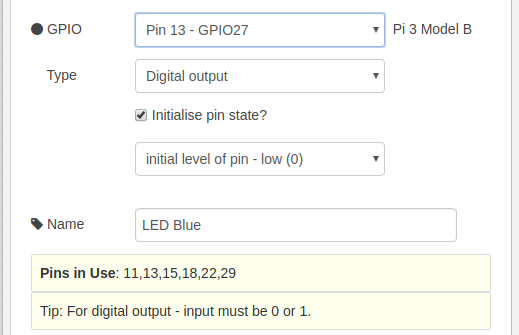 GPIO Pin 13 - GPIO27 Pi 3 Model B
Type Digital output
Initialise pin state?
initial level of pin - low (0)
Name LED Blue
Pins in Use: 11,13,15,18,22,29
Tip: For digital output - input must be 0 or 1.